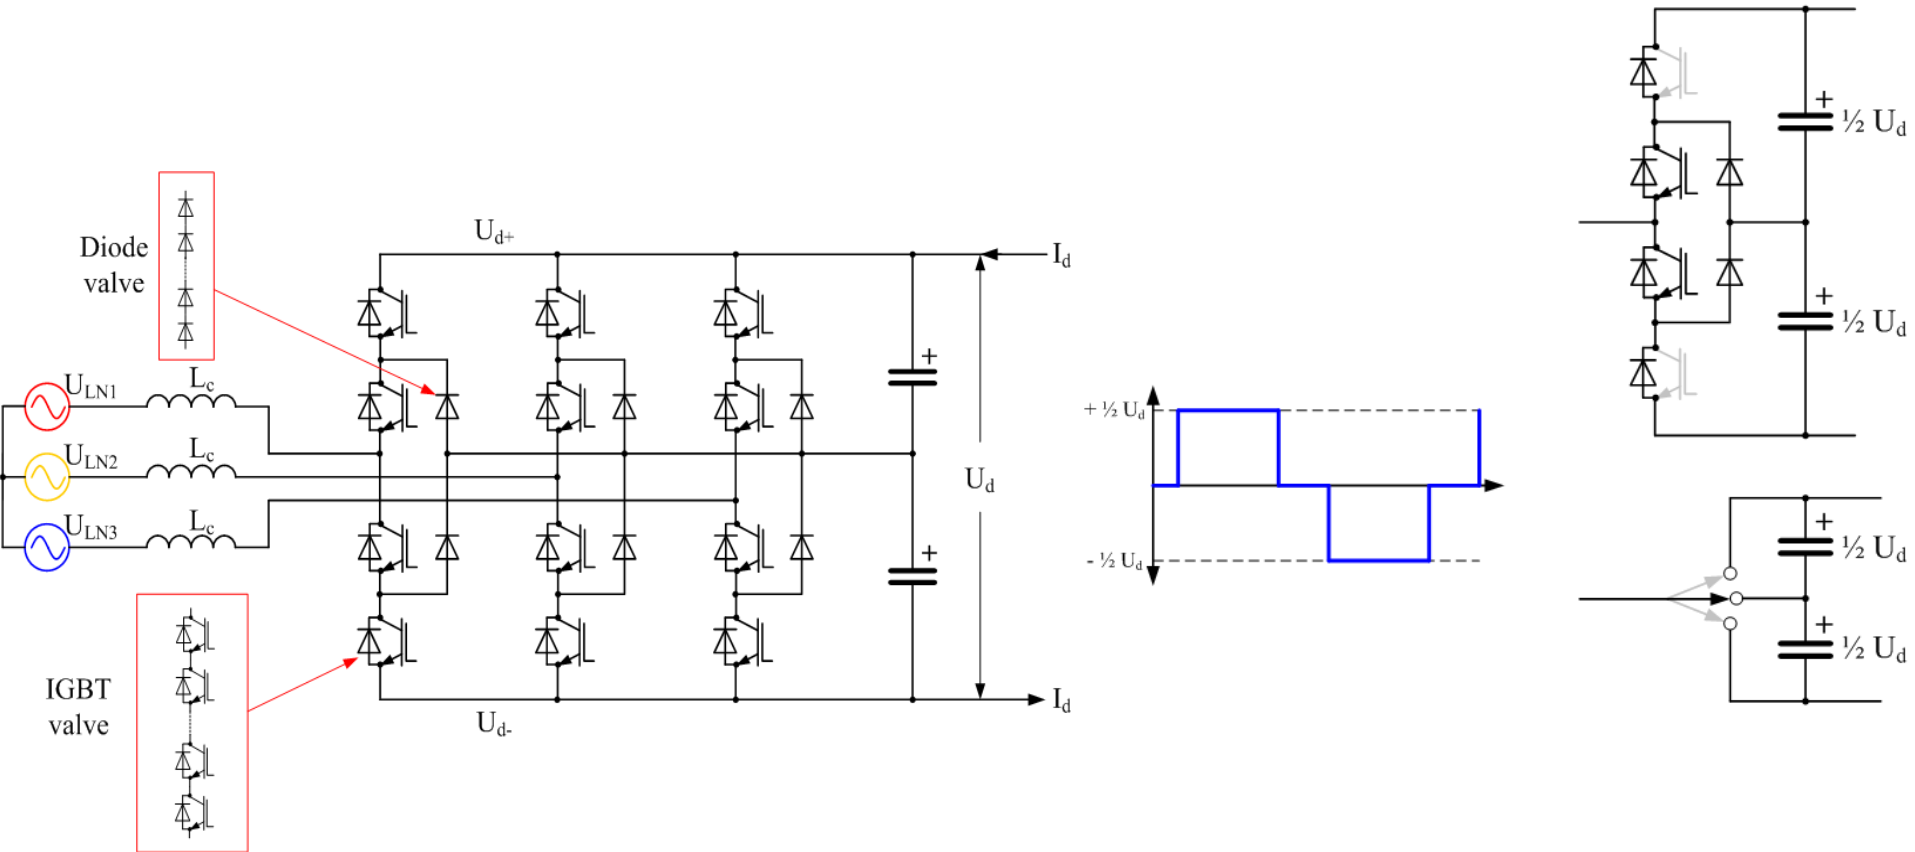 U_d+
I_d
Diode
valve
U_LN1
L_c
U_LN2
L_c
U_LN3
L_c
+
+
U_d
IGBT
valve
U_d-
I_d
+ ½ U_d
- ½ U_d
+
½ U_d
+
½ U_d
+
½ U_d
+
½ U_d